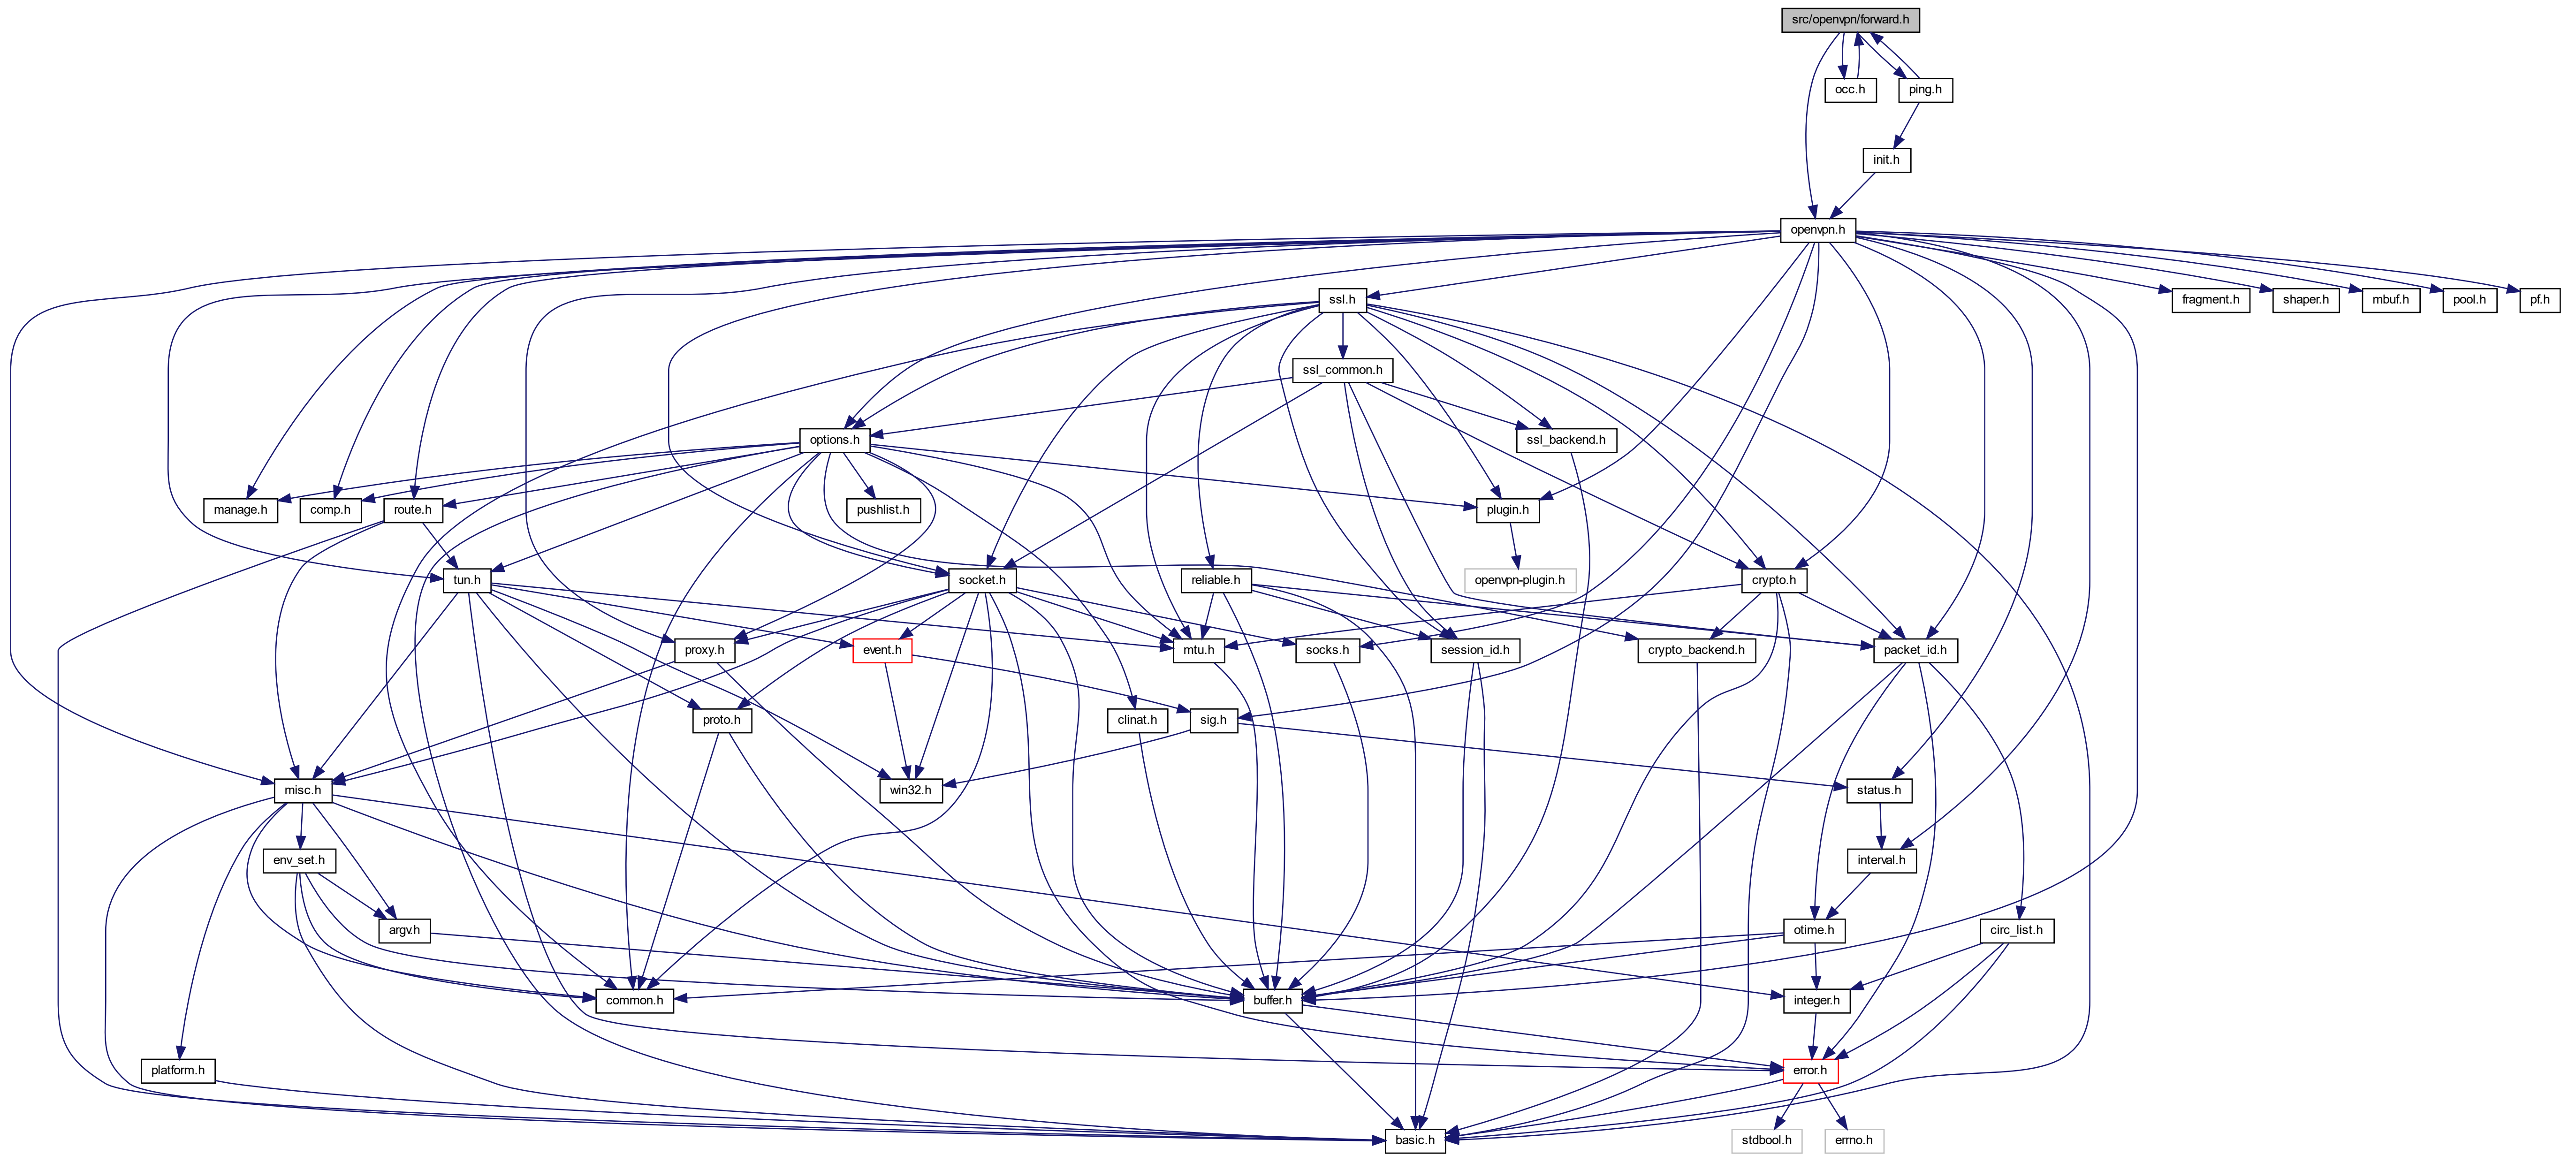 src/openvpn/forward.h
occ.h
ping.h
init.h
openvpn.h
ssl.h
fragment.h
shaper.h
mbuf.h
pool.h
pf.h
ssl_common.h
options.h
ssl_backend.h
manage.h
comp.h
route.h
pushlist.h
plugin.h
tun.h
socket.h
reliable.h
openvpn-plugin.h
crypto.h
proxy.h
event.h
mtu.h
socks.h
session_id.h
crypto_backend.h
packet_id.h
proto.h
clinat.h
sig.h
misc.h
win32.h
status.h
env_set.h
interval.h
argv.h
otime.h
circ_list.h
common.h
buffer.h
integer.h
platform.h
error.h
basic.h
stdbool.h
errno.h